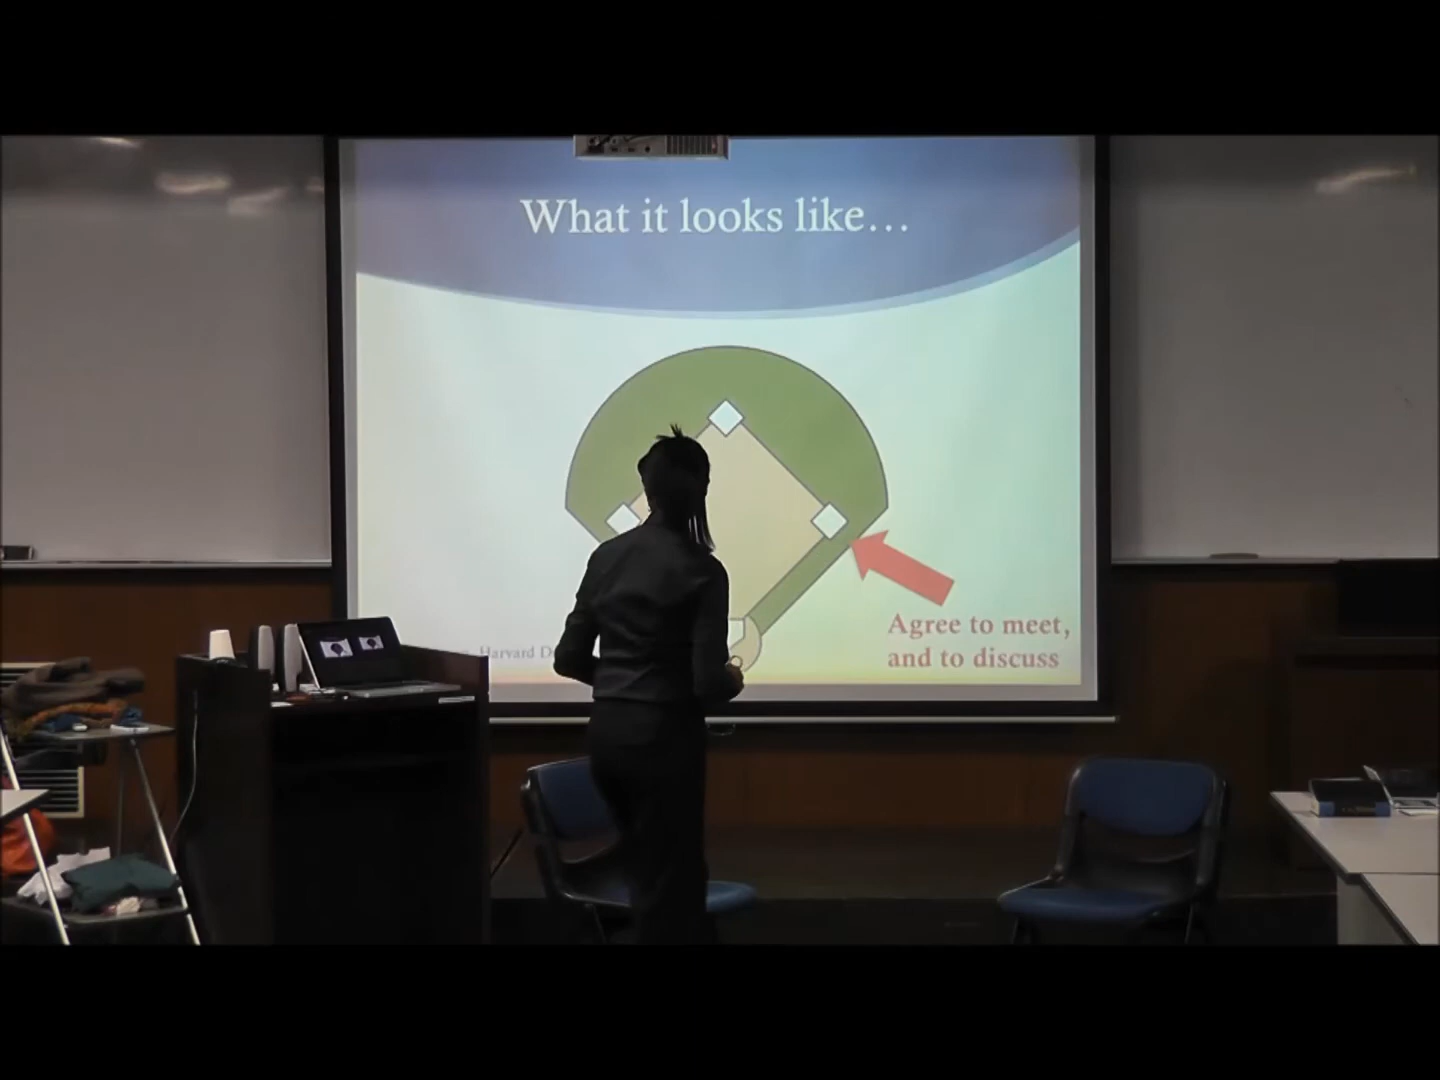 What it looks like...
Agree to meet,
and to discuss
Harvard